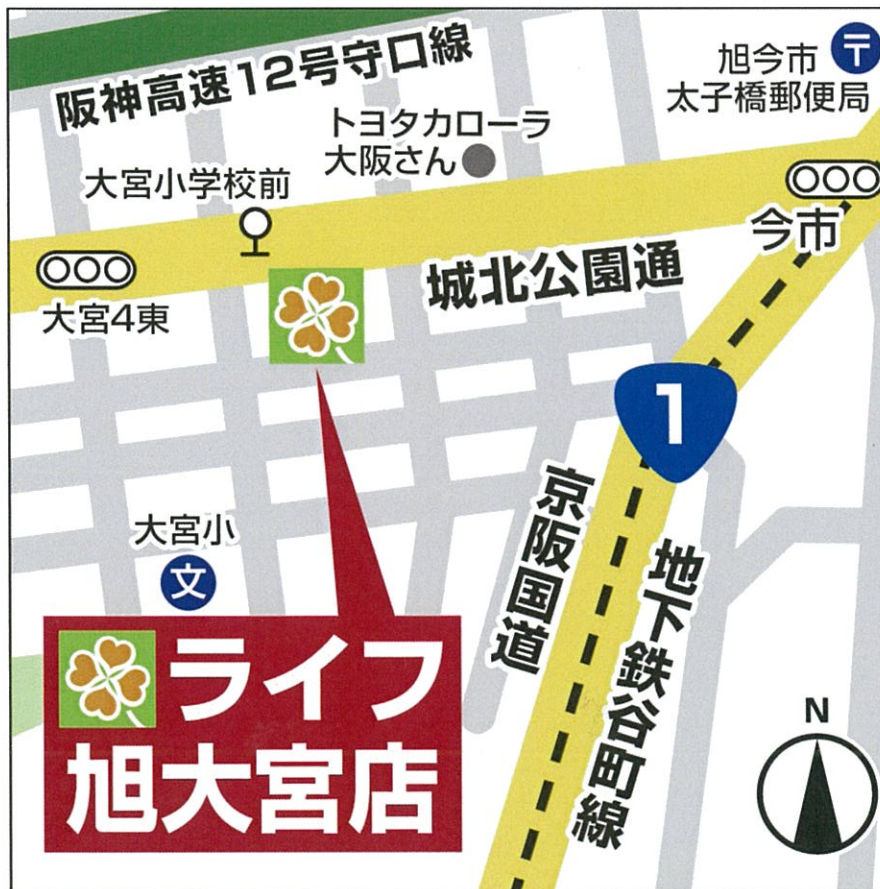 阪神高速12号守口線
旭今市
太子橋郵便局
トヨタカローラ
大阪さん
大宮小学校前
今市
城北公園通
大宮4東
1
京阪国道
地下鉄谷町線
大宮小
文
ライフ
旭大宮店
N